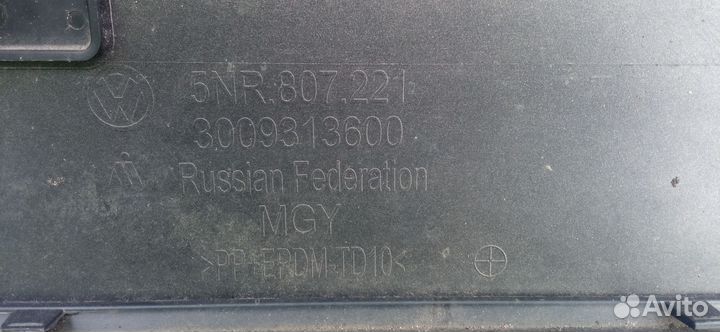 5NR.807.221
3009313600
Russian Federation
MGY
>PP+EPDM-TD10<
Avito